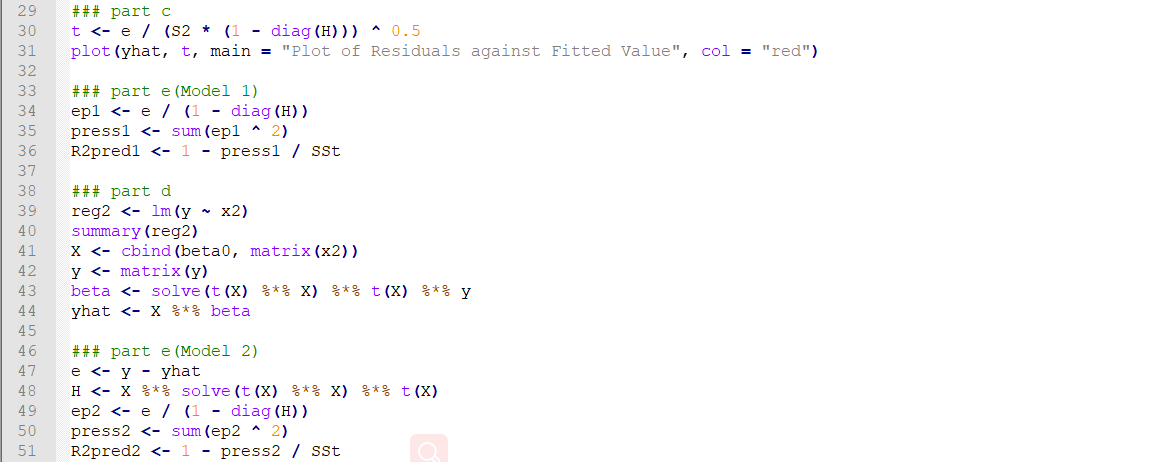 29 ### part c
30 t <- e / (S2 * (1 - diag(H))) ^ 0.5
31 plot(yhat, t, main = "Plot of Residuals against Fitted Value", col = "red")
32
33 ### part e(Model 1)
34 ep1 <- e / (1 - diag(H))
35 press1 <- sum(ep1 ^ 2)
36 R2pred1 <- 1 - press1 / SSt
37
38 ### part d
39 reg2 <- lm(y ~ x2)
40 summary(reg2)
41 X <- cbind(beta0, matrix(x2))
42 y <- matrix(y)
43 beta <- solve(t(X) %*% X) %*% t(X) %*% y
44 yhat <- X %*% beta
45
46 ### part e(Model 2)
47 e <- y - yhat
48 H <- X %*% solve(t(X) %*% X) %*% t(X)
49 ep2 <- e / (1 - diag(H))
50 press2 <- sum(ep2 ^ 2)
51 R2pred2 <- 1 - press2 / SSt